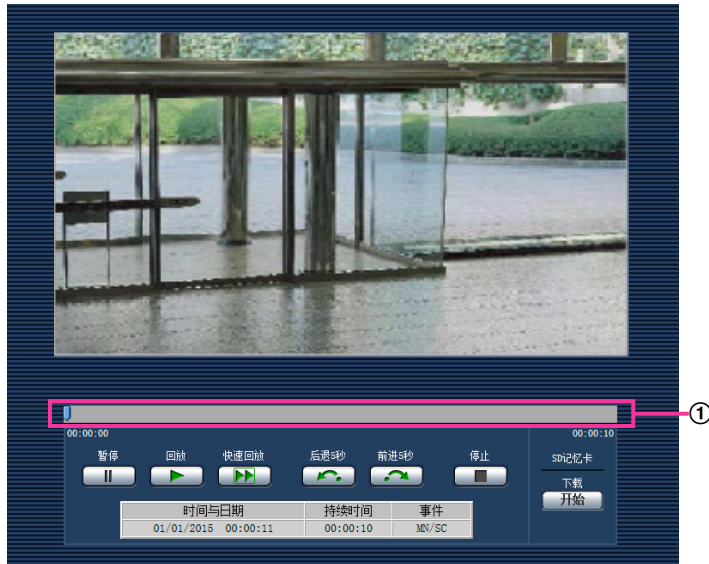 ①
00:00:00 00:00:10
暂停 回放 快速回放 后退5秒 前进5秒 停止 SD记忆卡
下载
开始
时间与日期 持续时间 事件
01/01/2015 00:00:11 00:00:10 MN/SC